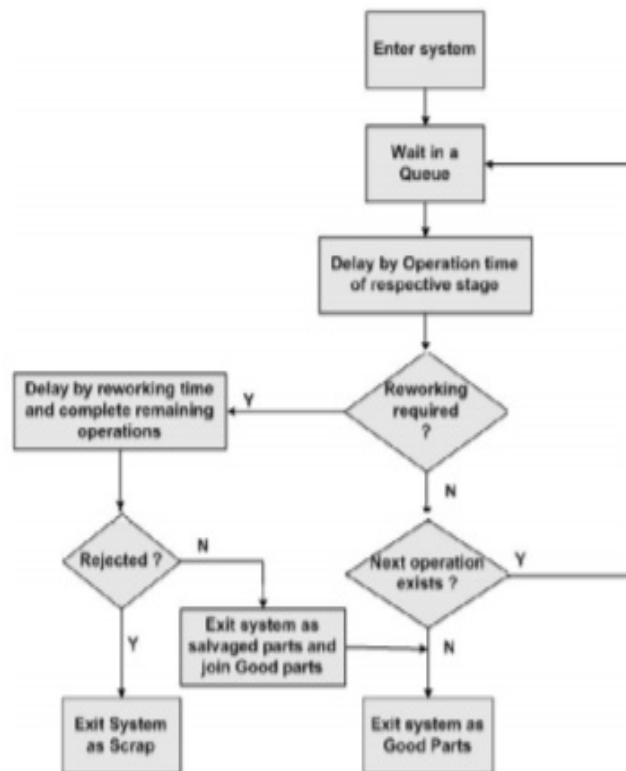 Enter system
Wait in a
Queue
Delay by Operation time
of respective stage
Reworking
required
?
Y
Delay by reworking time
and complete remaining
operations
N
Rejected ?
N
Next operation
exists ?
Y
Exit system as
salvaged parts and
join Good parts
Y
N
Exit System
as Scrap
Exit system as
Good Parts